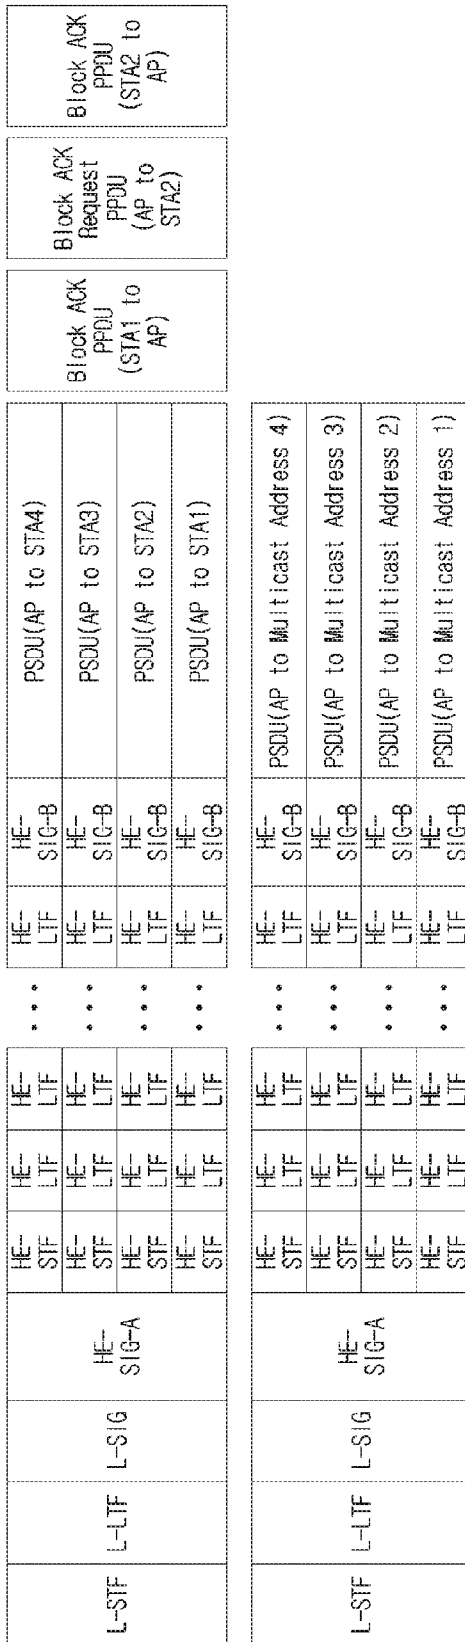 L-STF
L-LTF
L-SIG
HE-
SIG-A
HE-
STF
HE-
LTF
HE-
LTF
...
HE-
LTF
HE-
SIG-B
PSDU(AP to STA4)
HE-
STF
HE-
LTF
HE-
LTF
...
HE-
LTF
HE-
SIG-B
PSDU(AP to STA3)
HE-
STF
HE-
LTF
HE-
LTF
...
HE-
LTF
HE-
SIG-B
PSDU(AP to STA2)
HE-
STF
HE-
LTF
HE-
LTF
...
HE-
LTF
HE-
SIG-B
PSDU(AP to STA1)
Block ACK
PPDU
(STA1 to
AP)
Block ACK
Request
PPDU
(AP to
STA2)
Block ACK
PPDU
(STA2 to
AP)
L-STF
L-LTF
L-SIG
HE-
SIG-A
HE-
STF
HE-
LTF
HE-
LTF
...
HE-
LTF
HE-
SIG-B
PSDU(AP to Multicast Address 4)
HE-
STF
HE-
LTF
HE-
LTF
...
HE-
LTF
HE-
SIG-B
PSDU(AP to Multicast Address 3)
HE-
STF
HE-
LTF
HE-
LTF
...
HE-
LTF
HE-
SIG-B
PSDU(AP to Multicast Address 2)
HE-
STF
HE-
LTF
HE-
LTF
...
HE-
LTF
HE-
SIG-B
PSDU(AP to Multicast Address 1)